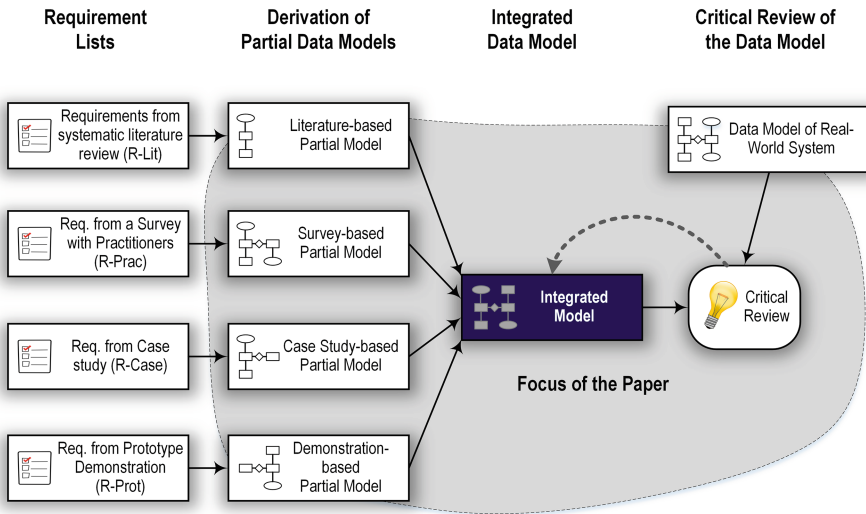 Requirement
Lists
Derivation of
Partial Data Models
Integrated
Data Model
Critical Review of
the Data Model
Requirements from
systematic literature
review (R-Lit)
Literature-based
Partial Model
Data Model of Real-
World System
Req. from a Survey
with Practitioners
(R-Prac)
Survey-based
Partial Model
Integrated
Model
Critical
Review
Req. from Case
study (R-Case)
Case Study-based
Partial Model
Focus of the Paper
Req. from Prototype
Demonstration
(R-Prot)
Demonstration-
based
Partial Model